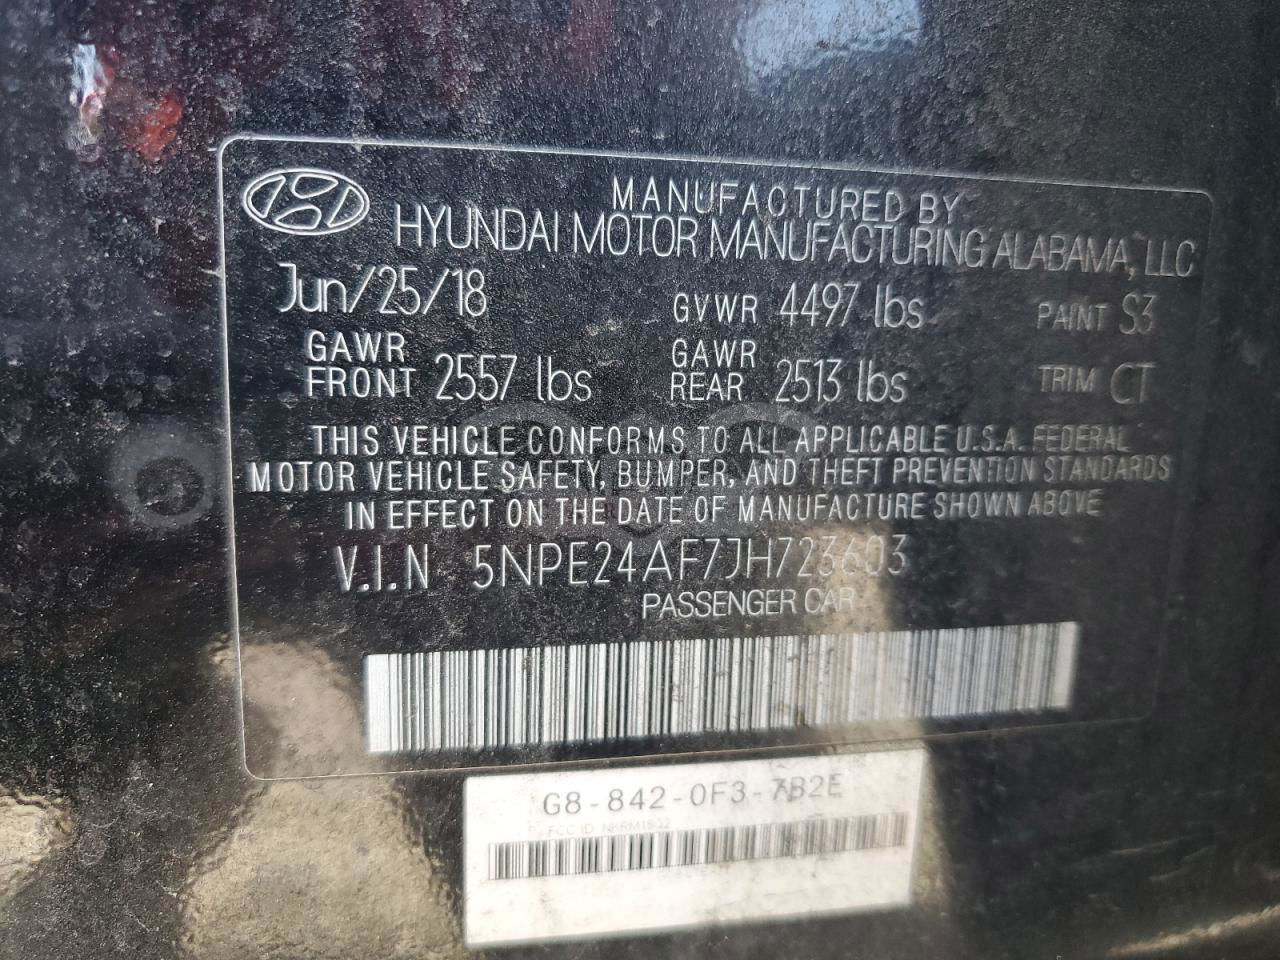 MANUFACTURED BY
HYUNDAI MOTOR MANUFACTURING ALABAMA, LLC
Jun/25/18 GVWR 4497 lbs PAINT S3
GAWR FRONT 2557 lbs GAWR REAR 2513 lbs TRIM CT
THIS VEHICLE CONFORMS TO ALL APPLICABLE U.S.A. FEDERAL
MOTOR VEHICLE SAFETY, BUMPER, AND THEFT PREVENTION STANDARDS
IN EFFECT ON THE DATE OF MANUFACTURE SHOWN ABOVE
V.I.N 5NPE24AF7JH723603
PASSENGER CAR
G8-842-0F3-7B2E
FCC ID